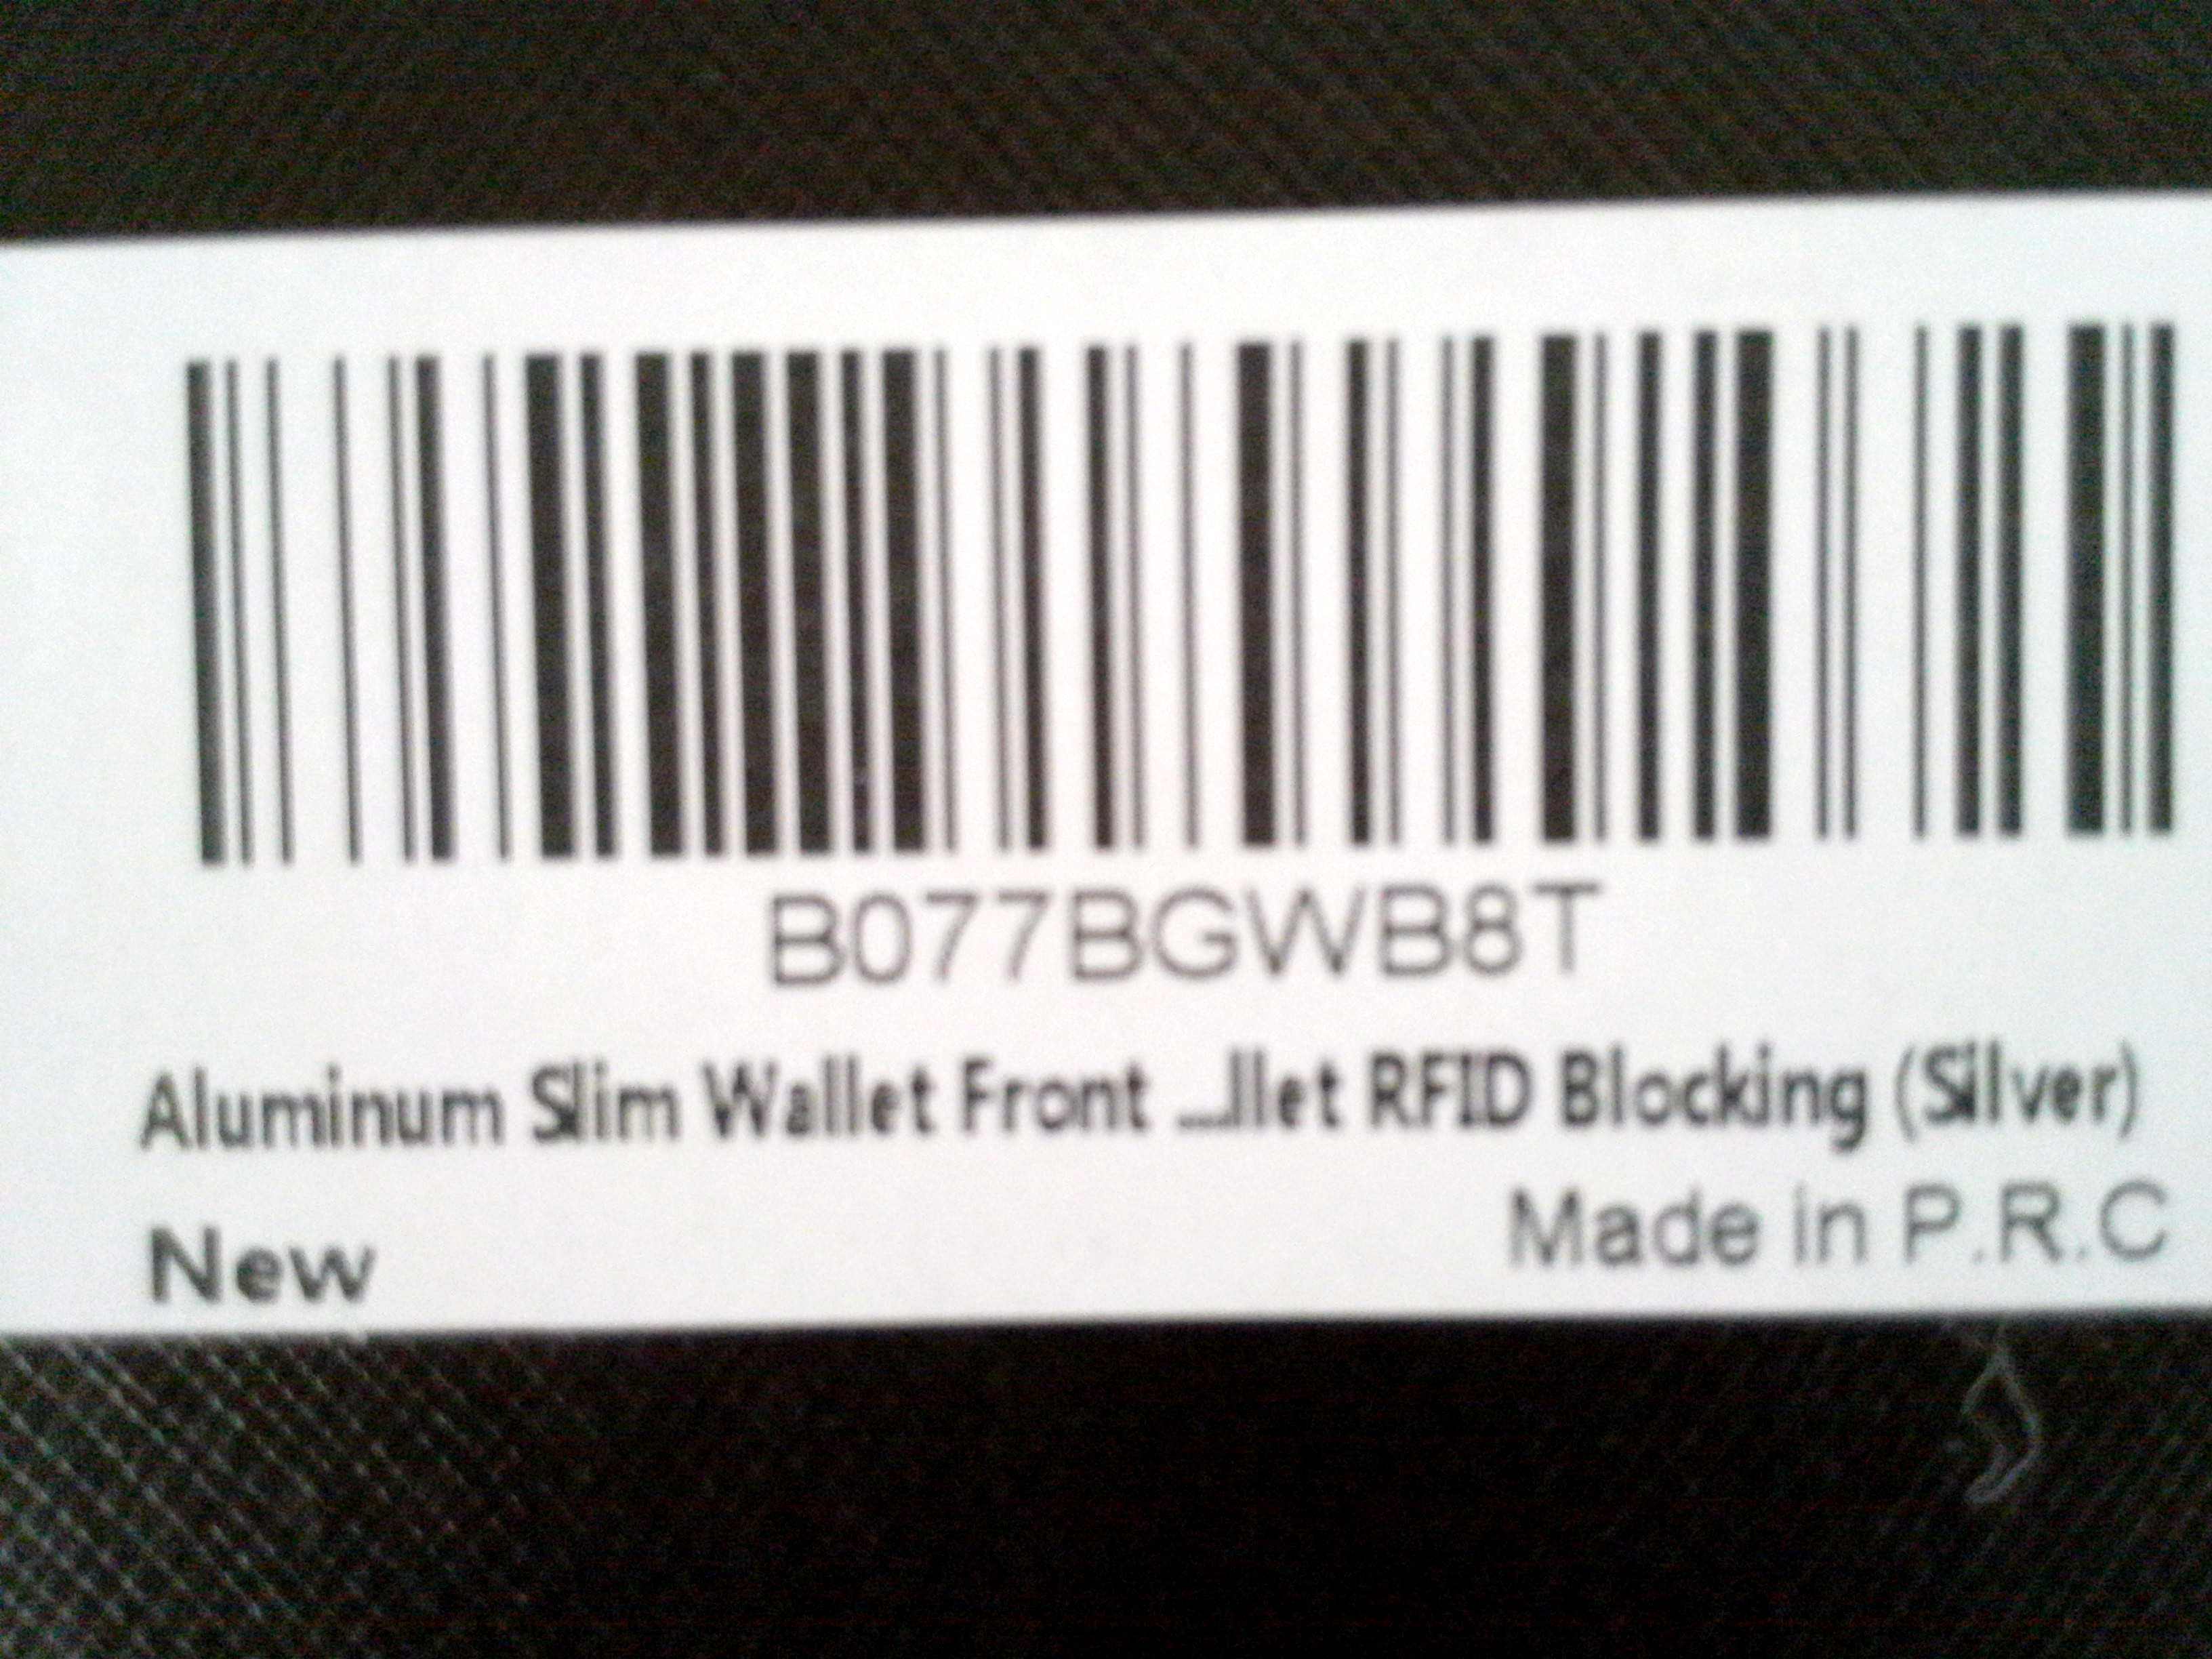 B077BGWB8T
Aluminum Slim Wallet Front ...llet RFID Blocking (Silver)
New
Made in P.R.C